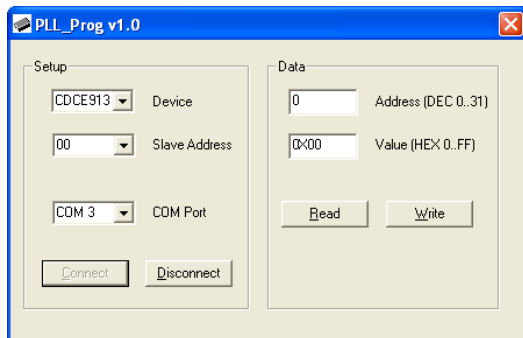 PLL_Prog v1.0
Setup
CDCE913 Device
00 Slave Address
COM 3 COM Port
Connect Disconnect
Data
0 Address (DEC 0..31)
0X00 Value (HEX 0..FF)
Read Write